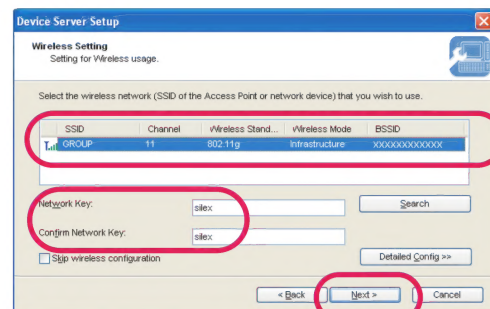 Device Server Setup
Wireless Setting
Setting for Wireless usage.
Select the wireless network (SSID of the Access Point or network device) that you wish to use.
SSID Channel Wireless Stand... Wireless Mode BSSID
GROUP 11 802.11g Infrastructure XXXXXXXXXXXX
Network Key: silex Search
Confirm Network Key: silex
Skip wireless configuration Detailed Config >>
< Back Next > Cancel